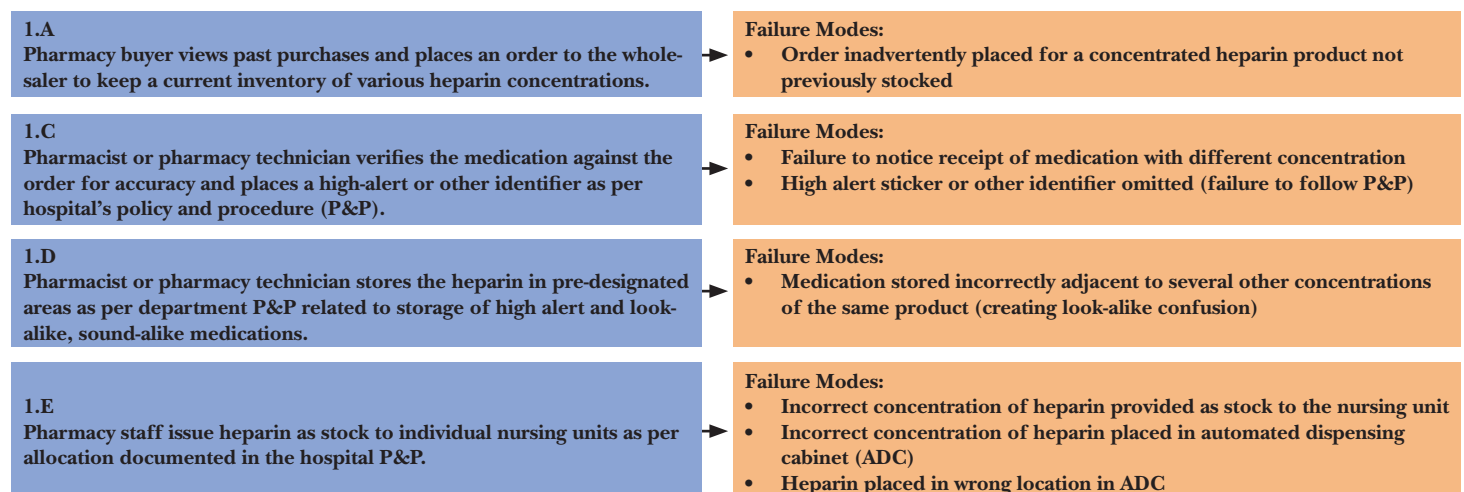 1.A
Pharmacy buyer views past purchases and places an order to the whole-
saler to keep a current inventory of various heparin concentrations.
Failure Modes:
• Order inadvertently placed for a concentrated heparin product not
previously stocked
1.C
Pharmacist or pharmacy technician verifies the medication against the
order for accuracy and places a high-alert or other identifier as per
hospital’s policy and procedure (P&P).
Failure Modes:
• Failure to notice receipt of medication with different concentration
• High alert sticker or other identifier omitted (failure to follow P&P)
1.D
Pharmacist or pharmacy technician stores the heparin in pre-designated
areas as per department P&P related to storage of high alert and look-
alike, sound-alike medications.
Failure Modes:
• Medication stored incorrectly adjacent to several other concentrations
of the same product (creating look-alike confusion)
1.E
Pharmacy staff issue heparin as stock to individual nursing units as per
allocation documented in the hospital P&P.
Failure Modes:
• Incorrect concentration of heparin provided as stock to the nursing unit
• Incorrect concentration of heparin placed in automated dispensing
cabinet (ADC)
• Heparin placed in wrong location in ADC